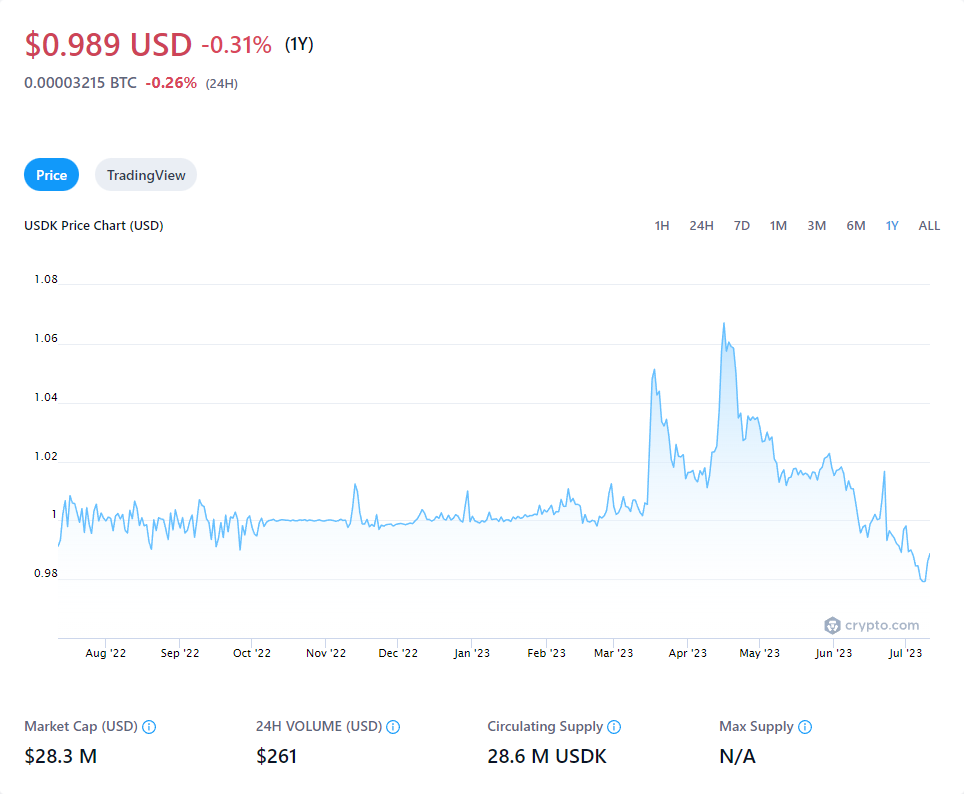 $0.989 USD -0.31% (1Y)
0.00003215 BTC -0.26% (24H)
Price TradingView
USDK Price Chart (USD) 1H 24H 7D 1M 3M 6M 1Y ALL
1.08
1.06
1.04
1.02
1
0.98
crypto.com
Aug '22 Sep '22 Oct '22 Nov '22 Dec '22 Jan '23 Feb '23 Mar '23 Apr '23 May '23 Jun '23 Jul '23
Market Cap (USD) 24H VOLUME (USD) Circulating Supply Max Supply
$28.3 M $261 28.6 M USDK N/A